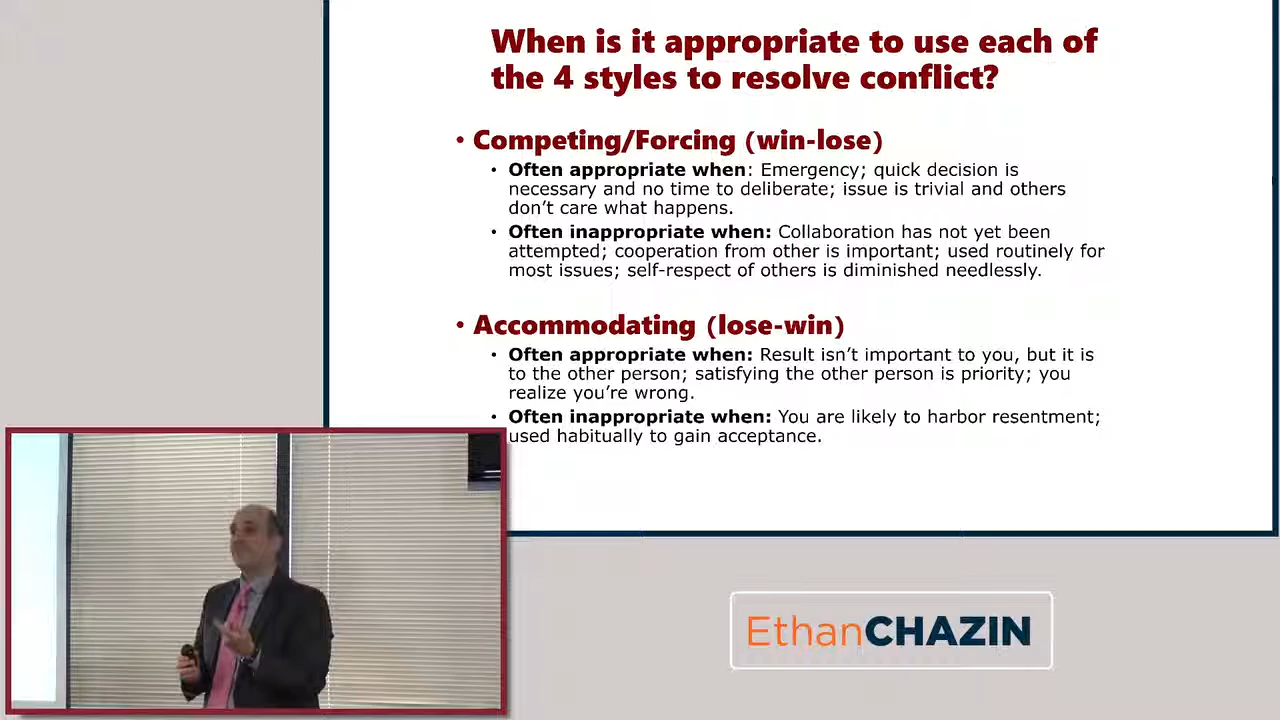 When is it appropriate to use each of
the 4 styles to resolve conflict?
• Competing/Forcing (win-lose)
• Often appropriate when: Emergency; quick decision is
necessary and no time to deliberate; issue is trivial and others
don’t care what happens.
• Often inappropriate when: Collaboration has not yet been
attempted; cooperation from other is important; used routinely for
most issues; self-respect of others is diminished needlessly.
• Accommodating (lose-win)
• Often appropriate when: Result isn’t important to you, but it is
to the other person; satisfying the other person is priority; you
realize you’re wrong.
• Often inappropriate when: You are likely to harbor resentment;
used habitually to gain acceptance.
EthanCHAZIN